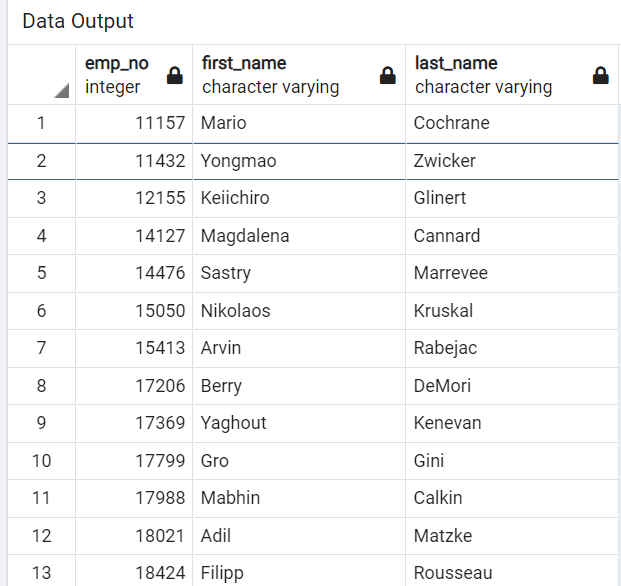 Data Output
emp_no first_name last_name
integer character varying character varying
1 11157 Mario Cochrane
2 11432 Yongmao Zwicker
3 12155 Keiichiro Glinert
4 14127 Magdalena Cannard
5 14476 Sastry Marrevee
6 15050 Nikolaos Kruskal
7 15413 Arvin Rabejac
8 17206 Berry DeMori
9 17369 Yaghout Kenevan
10 17799 Gro Gini
11 17988 Mabhin Calkin
12 18021 Adil Matzke
13 18424 Filipp Rousseau